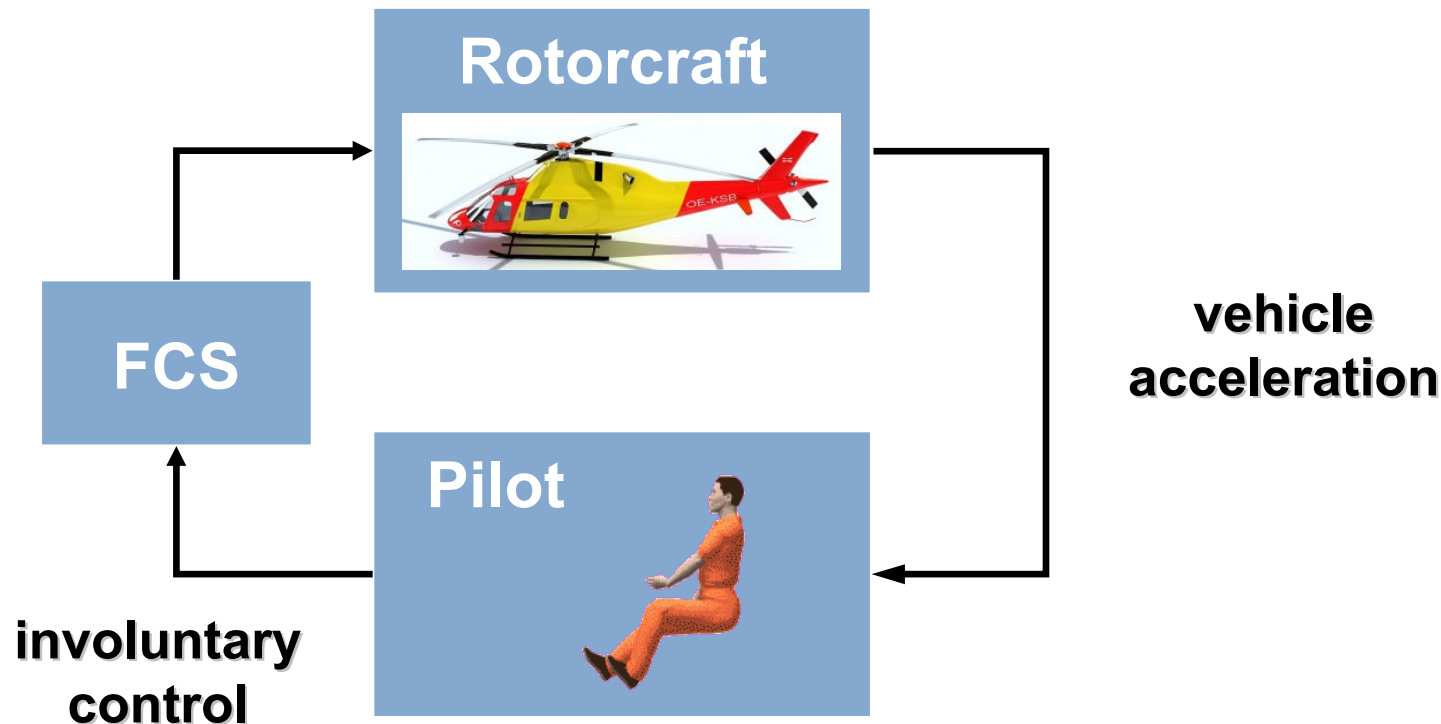 Rotorcraft
OE-KSB
FCS
vehicle
acceleration
Pilot
involuntary
control